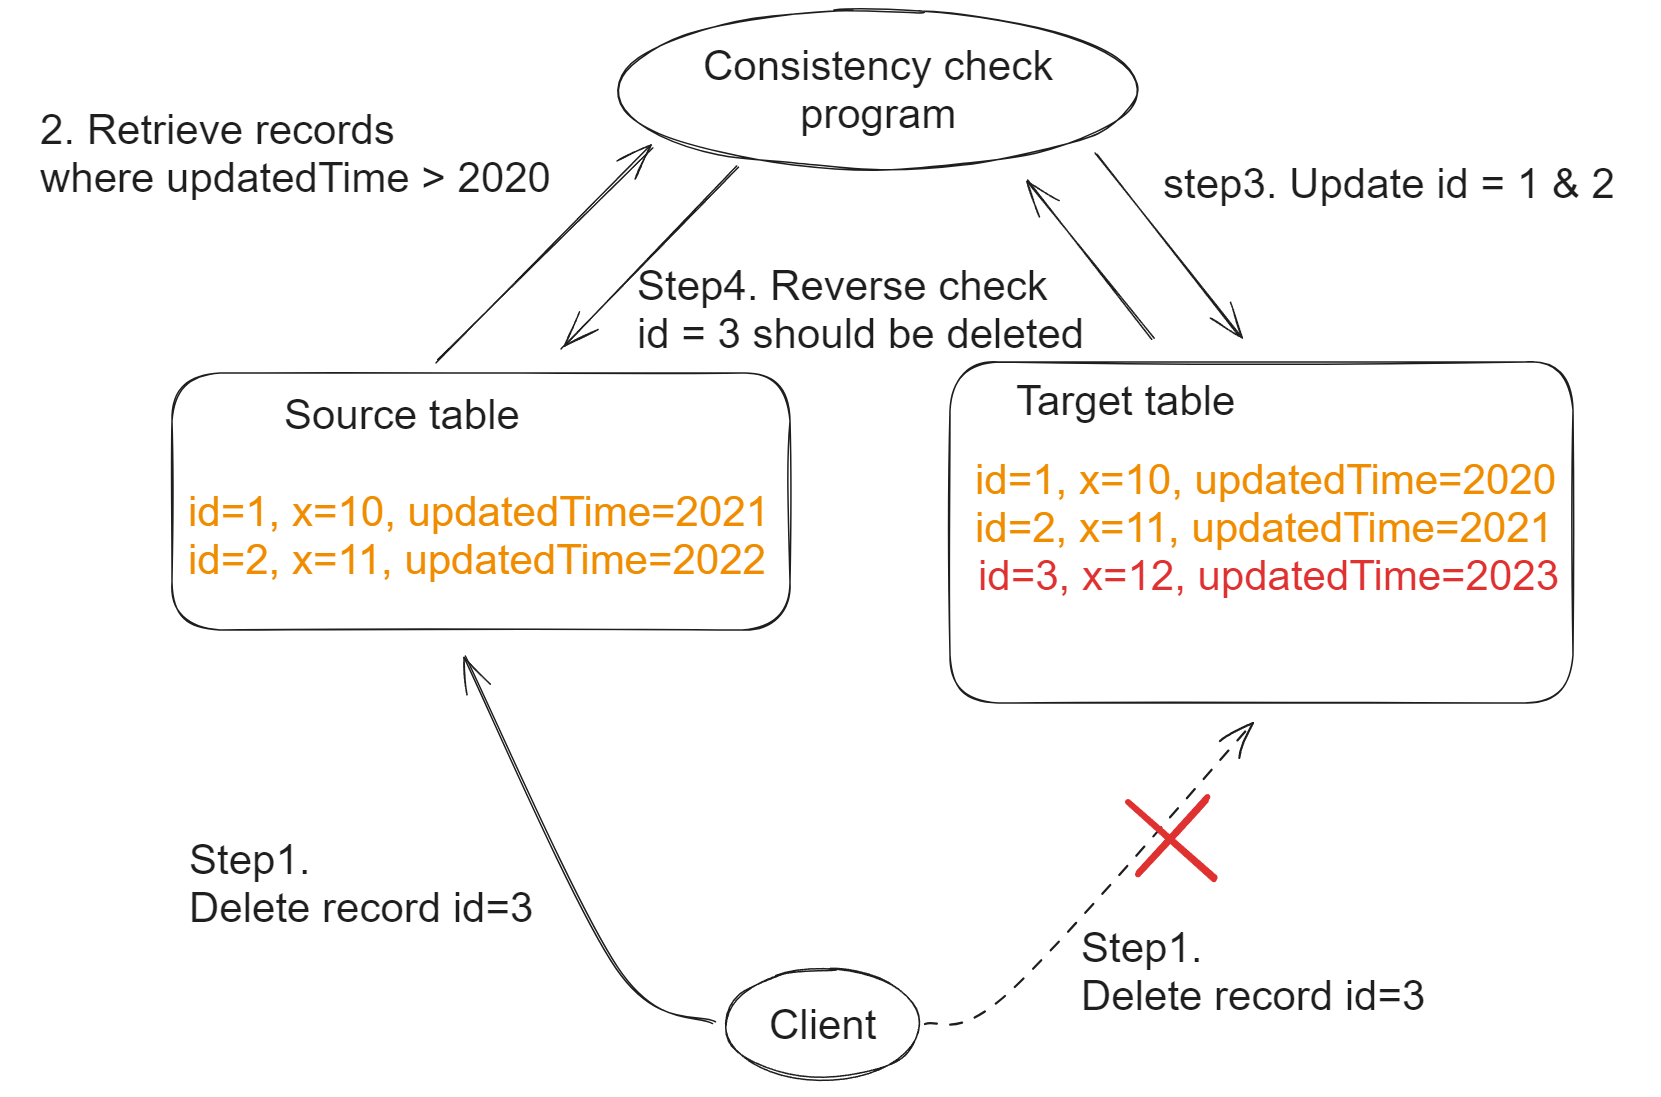 Consistency check
program
2. Retrieve records
where updatedTime > 2020
step3. Update id = 1 & 2
Step4. Reverse check
id = 3 should be deleted
Source table
id=1, x=10, updatedTime=2021
id=2, x=11, updatedTime=2022
Target table
id=1, x=10, updatedTime=2020
id=2, x=11, updatedTime=2021
id=3, x=12, updatedTime=2023
Step1.
Delete record id=3
Step1.
Delete record id=3
Client